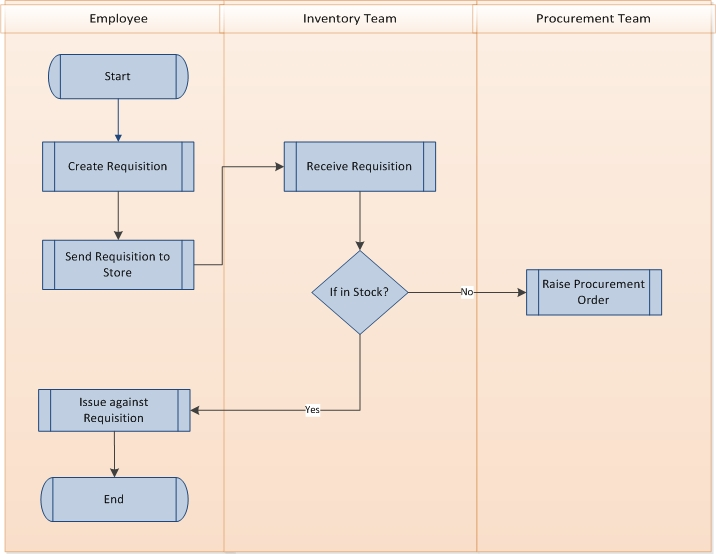 Employee
Inventory Team
Procurement Team
Start
Create Requisition
Receive Requisition
Send Requisition to
Store
If in Stock?
No
Raise Procurement
Order
Issue against
Requisition
Yes
End